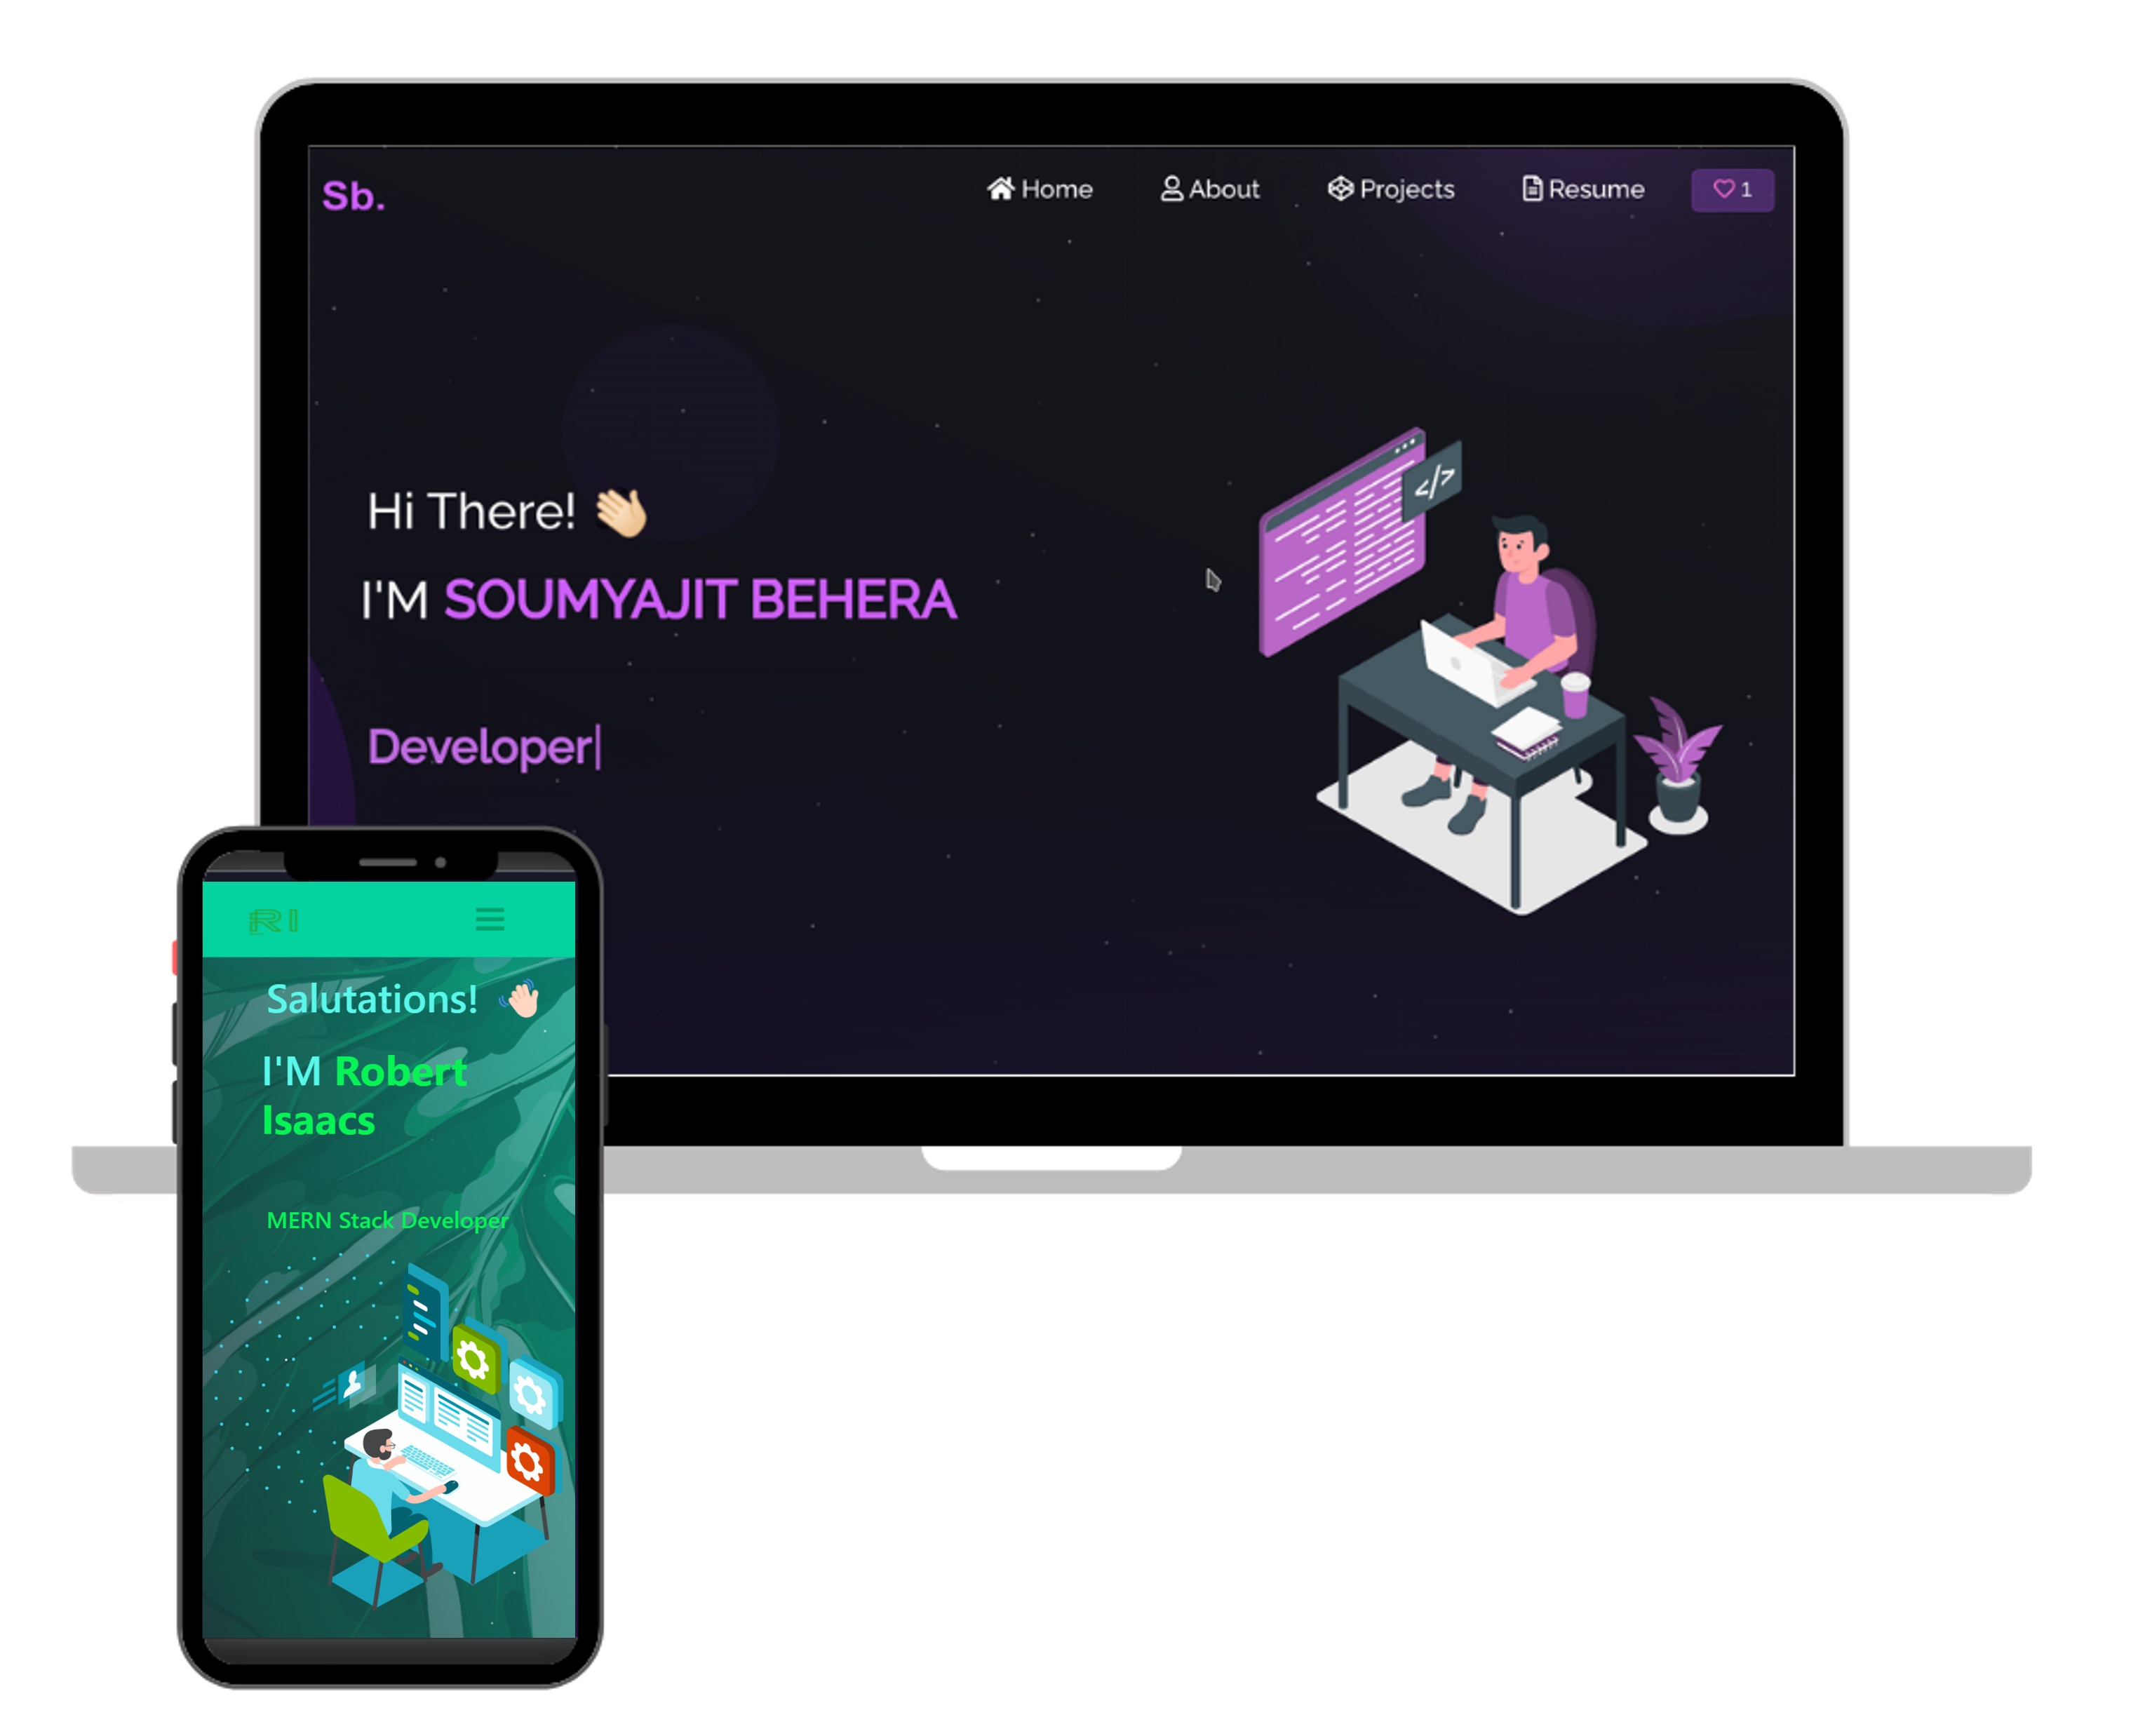 Sb.
Home About Projects Resume 1
Hi There!
I'M SOUMYAJIT BEHERA
Developer|
</>
RI
Salutations!
I'M Robert
Isaacs
MERN Stack Developer